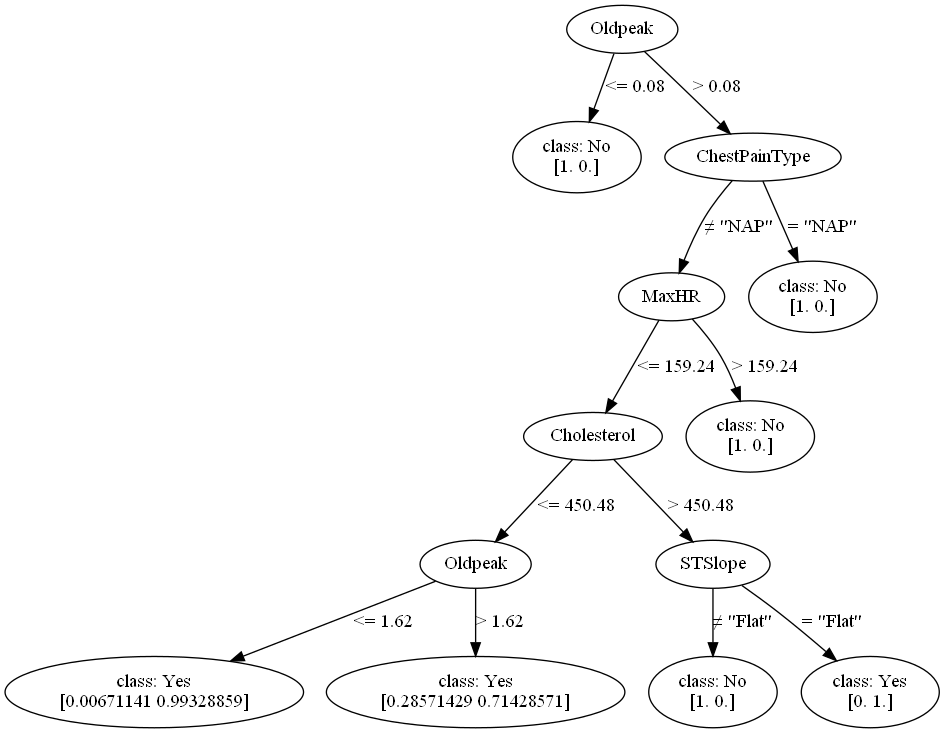 Oldpeak
<= 0.08
> 0.08
class: No
[1. 0.]
ChestPainType
≠ "NAP"
= "NAP"
MaxHR
class: No
[1. 0.]
<= 159.24
> 159.24
Cholesterol
class: No
[1. 0.]
<= 450.48
> 450.48
Oldpeak
STSlope
<= 1.62
> 1.62
≠ "Flat"
= "Flat"
class: Yes
[0.00671141 0.99328859]
class: Yes
[0.28571429 0.71428571]
class: No
[1. 0.]
class: Yes
[0. 1.]